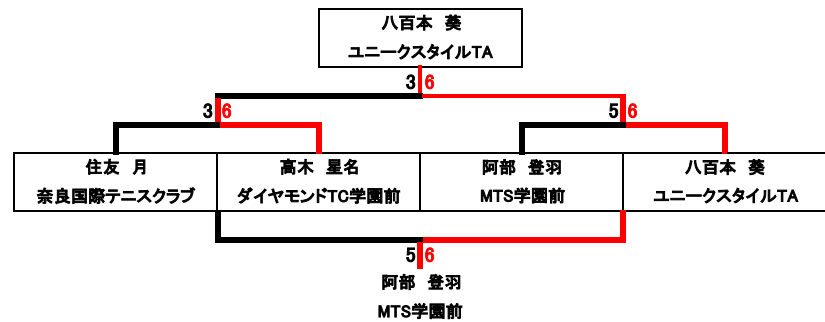 八百本　葵
ユニークスタイルTA
3 6
3 6
5 6
住友　月
奈良国際テニスクラブ
高木　星名
ダイヤモンドTC学園前
阿部　登羽
MTS学園前
八百本　葵
ユニークスタイルTA
5 6
阿部　登羽
MTS学園前